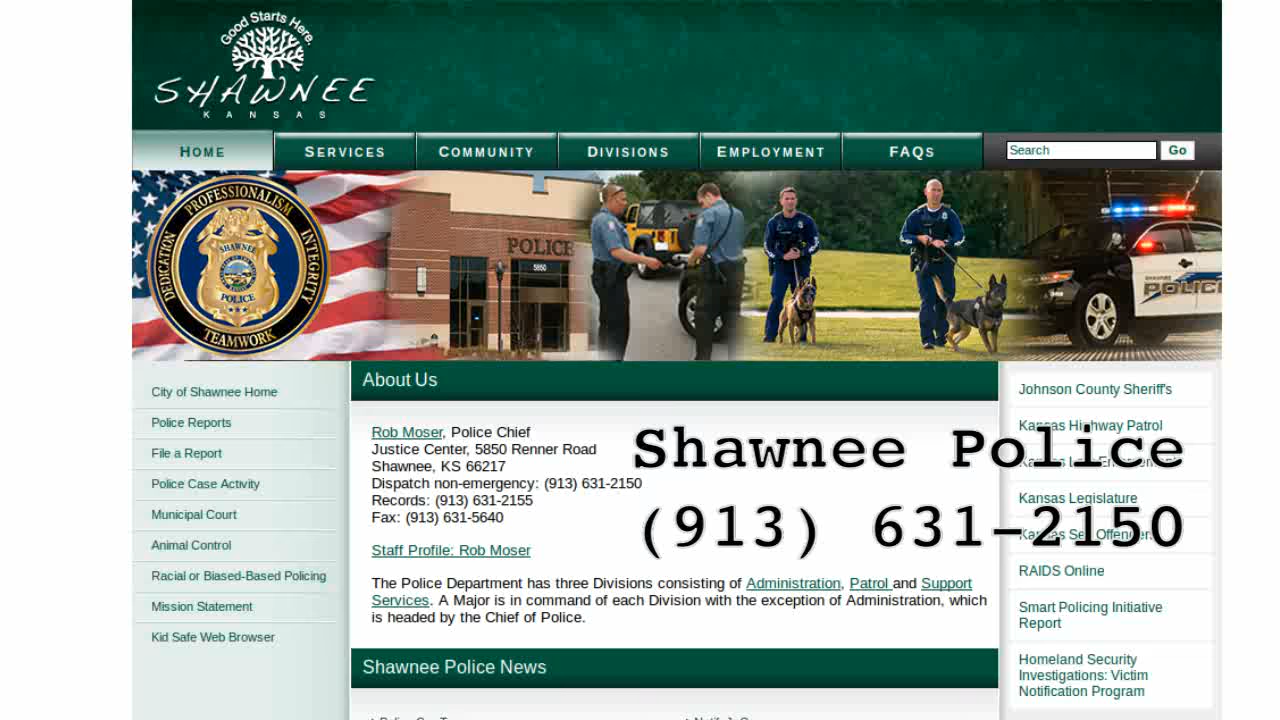 Good Starts Here.
SHAWNEE
KANSAS
HOME
SERVICES
COMMUNITY
DIVISIONS
EMPLOYMENT
FAQS
Search
Go
PROFESSIONALISM
DEDICATION
INTEGRITY
SHAWNEE
POLICE
TEAMWORK
POLICE
5850
POLICE
City of Shawnee Home
Police Reports
File a Report
Police Case Activity
Municipal Court
Animal Control
Racial or Biased-Based Policing
Mission Statement
Kid Safe Web Browser
About Us
Rob Moser, Police Chief
Justice Center, 5850 Renner Road
Shawnee, KS 66217
Dispatch non-emergency: (913) 631-2150
Records: (913) 631-2155
Fax: (913) 631-5640
Staff Profile: Rob Moser
The Police Department has three Divisions consisting of Administration, Patrol and Support
Services. A Major is in command of each Division with the exception of Administration, which
is headed by the Chief of Police.
Shawnee Police News
Shawnee Police
(913) 631-2150
Johnson County Sheriff's
Kansas Highway Patrol
Kansas Legislature
Kansas Sex Offenders
RAIDS Online
Smart Policing Initiative
Report
Homeland Security
Investigations: Victim
Notification Program